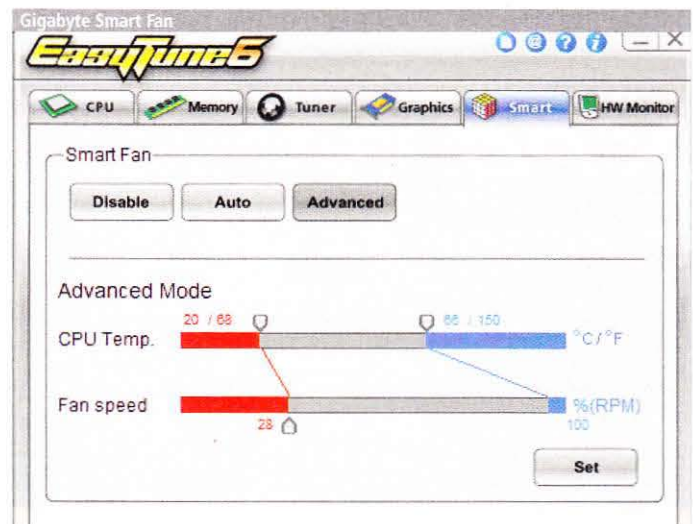 Gigabyte Smart Fan
EasyTune6
CPU Memory Tuner Graphics Smart HW Monitor
Smart Fan
Disable Auto Advanced
Advanced Mode
20 / 68 66 / 150
CPU Temp. °C/°F
Fan speed %(RPM)
28 100
Set